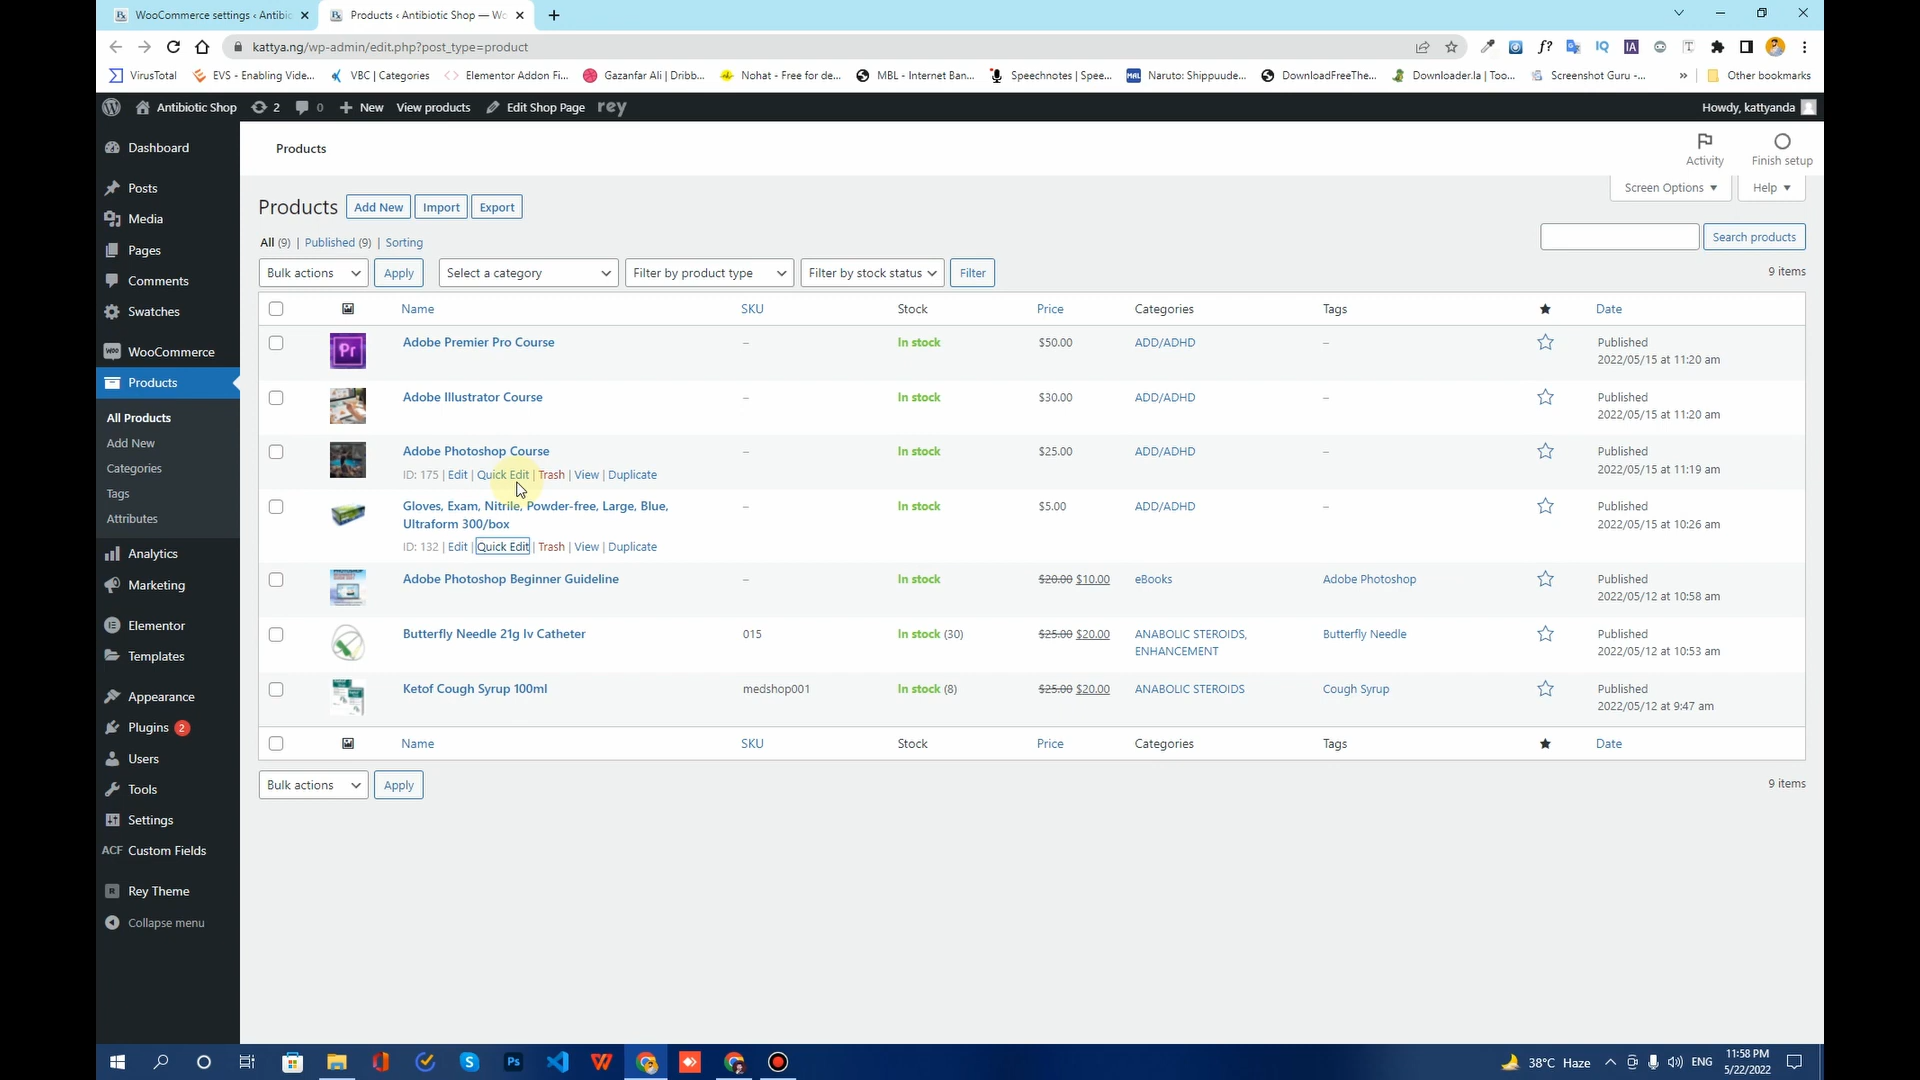 WooCommerce settings ‹ Antibio
Products ‹ Antibiotic Shop — Wo
kattya.ng/wp-admin/edit.php?post_type=product
VirusTotal
EVS - Enabling Vide...
VBC | Categories
Elementor Addon Fi...
Gazanfar Ali | Dribb...
Nohat - Free for de...
MBL - Internet Ban...
Speechnotes | Spee...
Naruto: Shippuude...
DownloadFreeThe...
Downloader.la | Too...
Screenshot Guru -...
»
Other bookmarks
Antibiotic Shop
2
0
New
View products
Edit Shop Page
rey
Howdy, kattyanda
Dashboard
Posts
Media
Pages
Comments
Swatches
WooCommerce
Products
All Products
Add New
Categories
Tags
Attributes
Analytics
Marketing
Elementor
Templates
Appearance
Plugins 2
Users
Tools
Settings
ACF Custom Fields
Rey Theme
Collapse menu
Products
Activity
Finish setup
Screen Options
Help
Products Add New Import Export
All (9) | Published (9) | Sorting
Search products
Bulk actions Apply Select a category Filter by product type Filter by stock status Filter
9 items
Name SKU Stock Price Categories Tags Date
Adobe Premier Pro Course – In stock $50.00 ADD/ADHD – Published
2022/05/15 at 11:20 am
Adobe Illustrator Course – In stock $30.00 ADD/ADHD – Published
2022/05/15 at 11:20 am
Adobe Photoshop Course – In stock $25.00 ADD/ADHD – Published
2022/05/15 at 11:19 am
ID: 175 | Edit | Quick Edit | Trash | View | Duplicate
Gloves, Exam, Nitrile, Powder-free, Large, Blue, – In stock $5.00 ADD/ADHD – Published
Ultraform 300/box 2022/05/15 at 10:26 am
ID: 132 | Edit | Quick Edit | Trash | View | Duplicate
Adobe Photoshop Beginner Guideline – In stock $20.00 $10.00 eBooks Adobe Photoshop Published
2022/05/12 at 10:58 am
Butterfly Needle 21g Iv Catheter 015 In stock (30) $25.00 $20.00 ANABOLIC STEROIDS, Butterfly Needle Published
ENHANCEMENT 2022/05/12 at 10:53 am
Ketof Cough Syrup 100ml medshop001 In stock (8) $25.00 $20.00 ANABOLIC STEROIDS Cough Syrup Published
2022/05/12 at 9:47 am
Name SKU Stock Price Categories Tags Date
Bulk actions Apply
9 items
38°C Haze
ENG
11:58 PM
5/22/2022